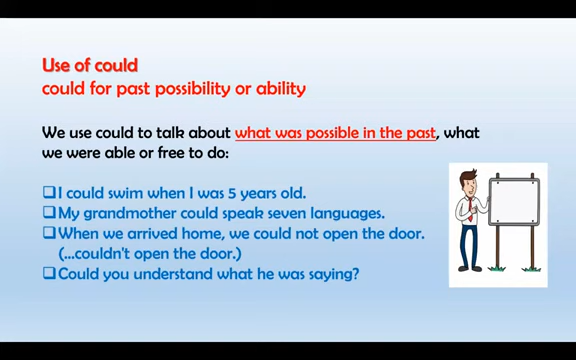 Use of could
could for past possibility or ability
We use could to talk about what was possible in the past, what
we were able or free to do:
❑I could swim when I was 5 years old.
❑My grandmother could speak seven languages.
❑When we arrived home, we could not open the door.
(...couldn't open the door.)
❑Could you understand what he was saying?